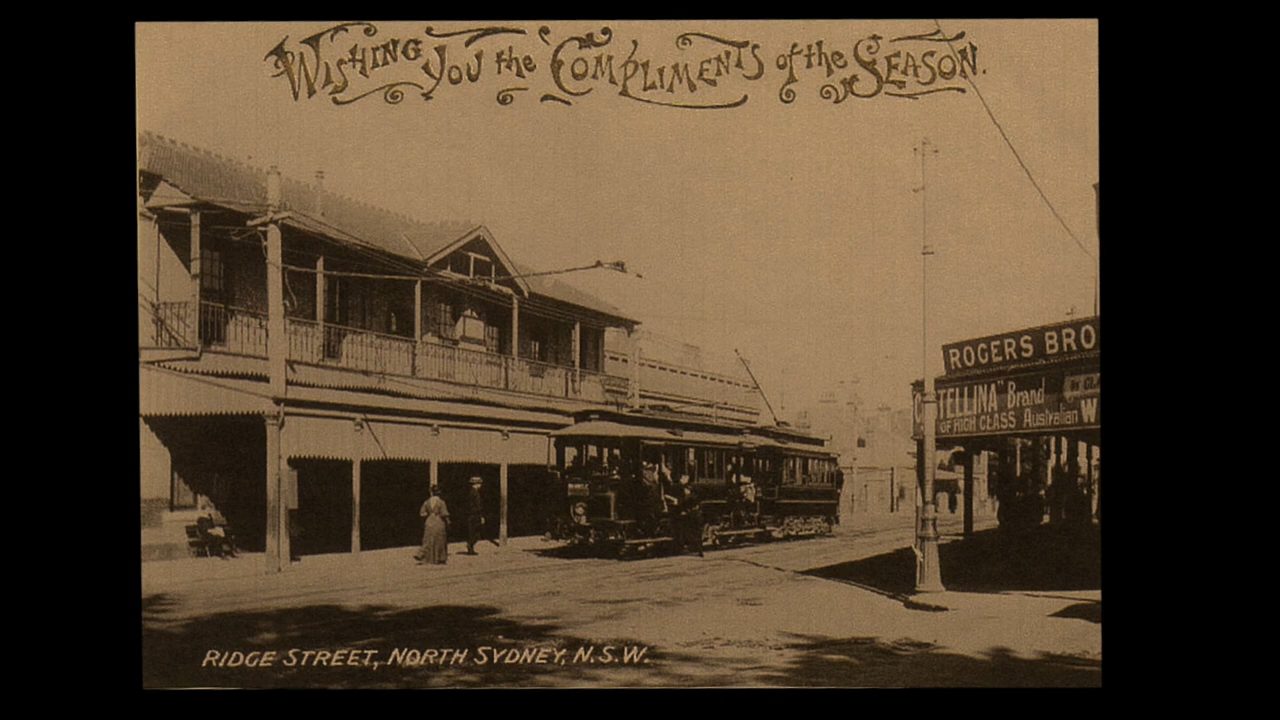 WISHING YOU the COMPLIMENTS of the SEASON.
ROGERS BRO
TELLINA" Brand
OF HIGH CLASS Australian W
RIDGE STREET, NORTH SYDNEY, N.S.W.